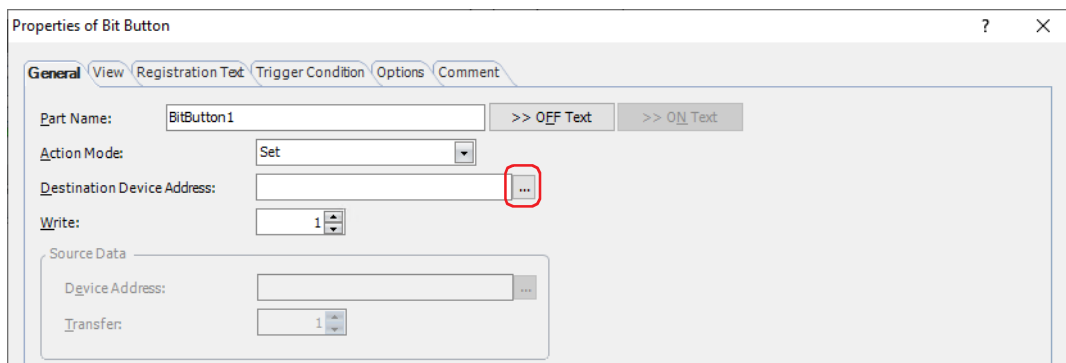 Properties of Bit Button ?
General View Registration Text Trigger Condition Options Comment
Part Name: BitButton1 >> OFF Text >> ON Text
Action Mode: Set
Destination Device Address: ...
Write: 1
Source Data
Device Address: ...
Transfer: 1